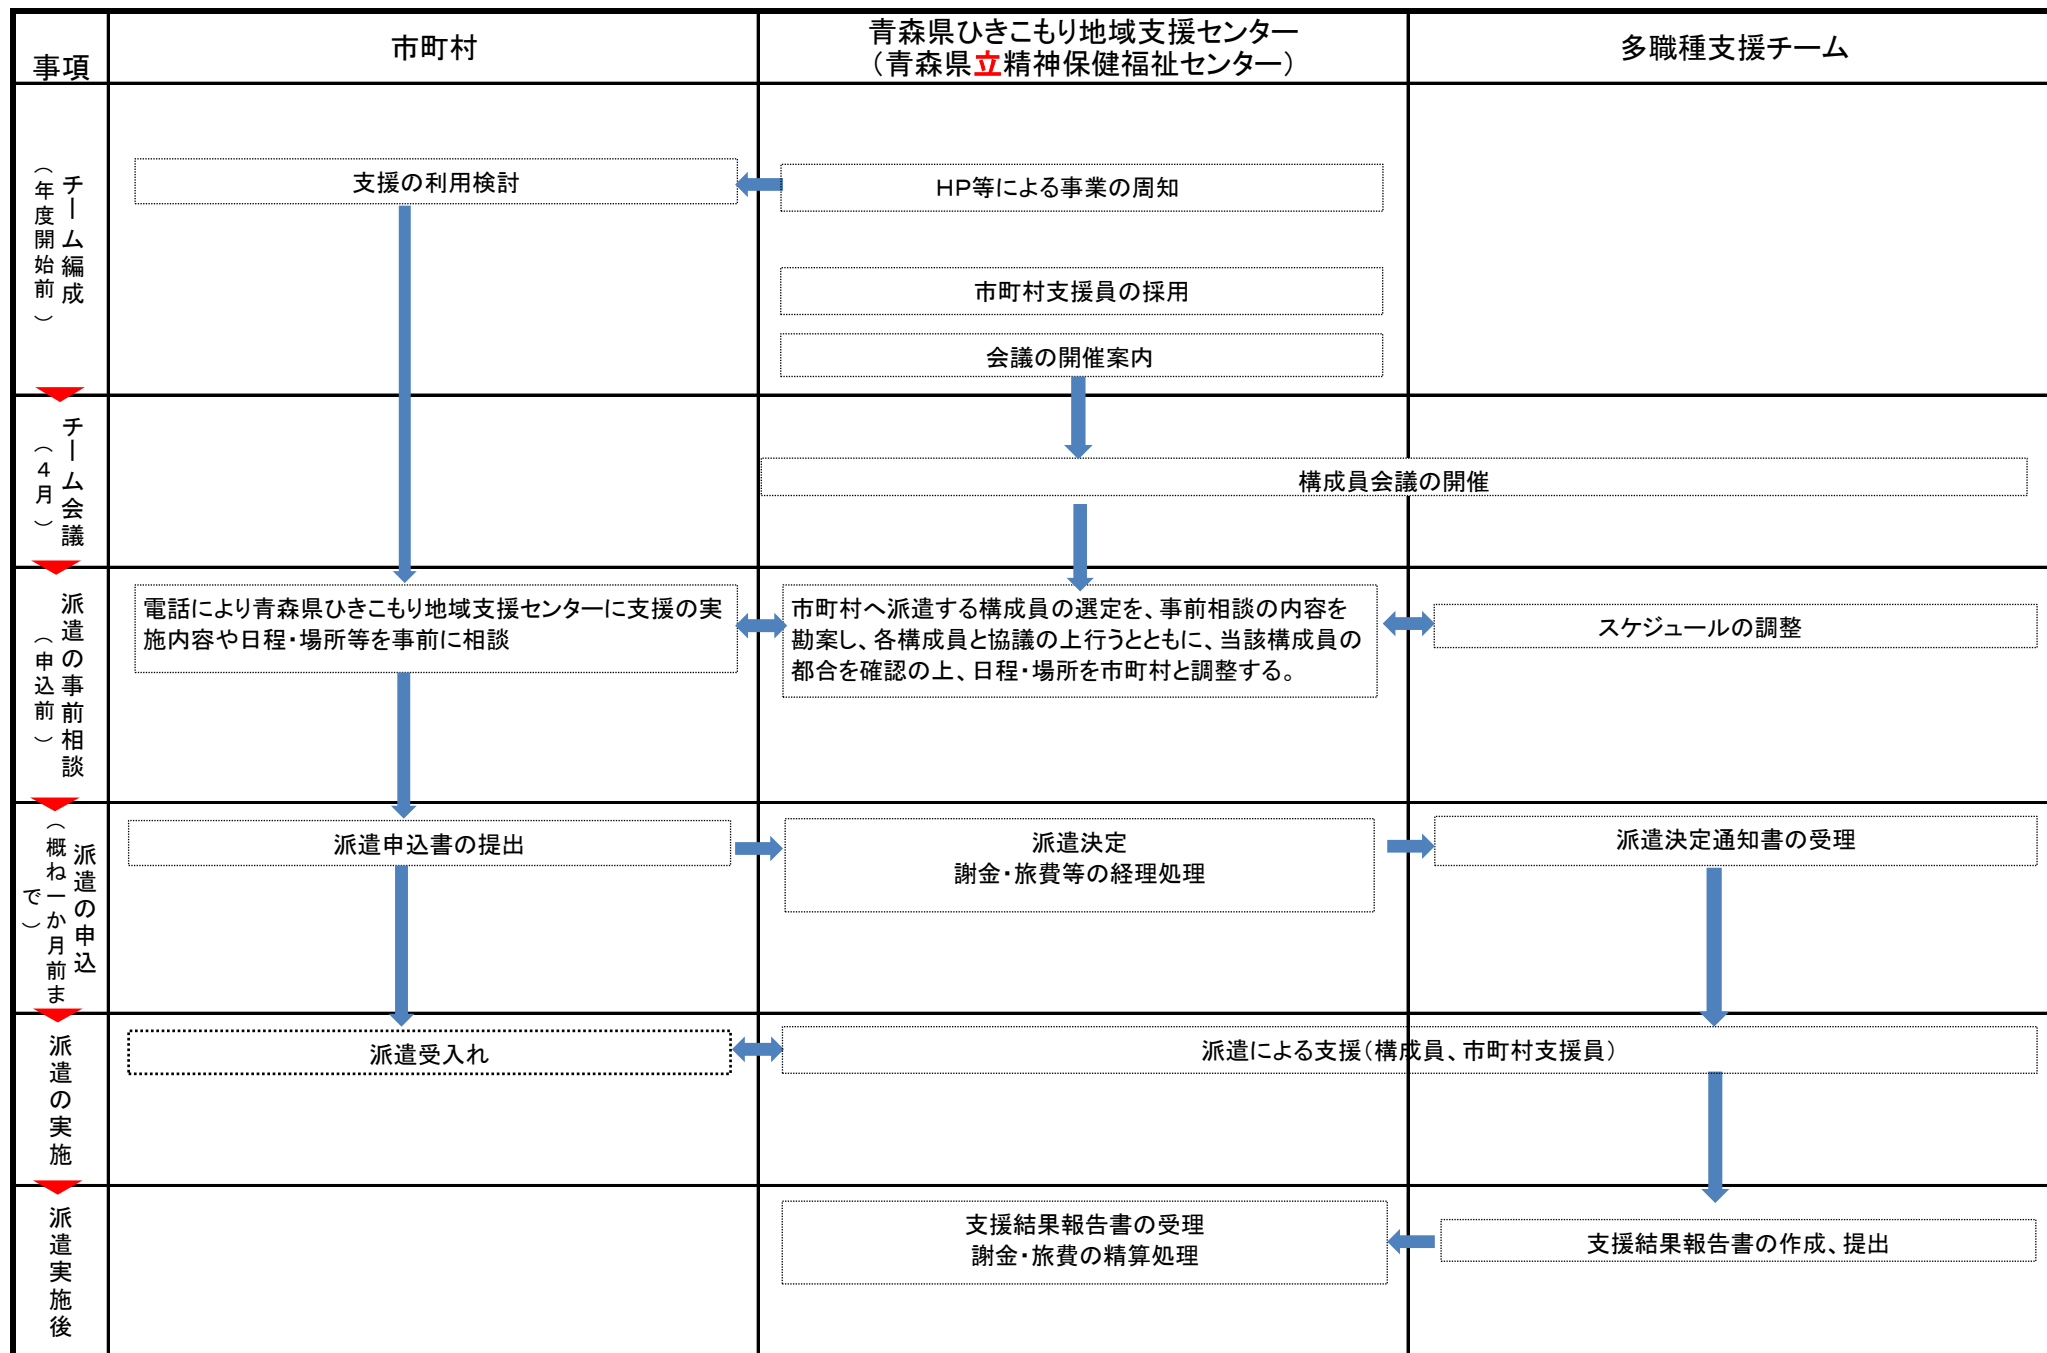 事項
市町村
青森県ひきこもり地域支援センター
（青森県立精神保健福祉センター）
多職種支援チーム
チーム編成
（年度開始前）
支援の利用検討
HP等による事業の周知
市町村支援員の採用
会議の開催案内
チーム会議
（４月）
構成員会議の開催
派遣の事前相談
（申込前）
電話により青森県ひきこもり地域支援センターに支援の実
施内容や日程・場所等を事前に相談
市町村へ派遣する構成員の選定を、事前相談の内容を
勘案し、各構成員と協議の上行うとともに、当該構成員の
都合を確認の上、日程・場所を市町村と調整する。
スケジュールの調整
派遣の申込
（概ね一か月前ま
で）
派遣申込書の提出
派遣決定
謝金・旅費等の経理処理
派遣決定通知書の受理
派遣の実施
派遣受入れ
派遣による支援（構成員、市町村支援員）
派遣実施後
支援結果報告書の受理
謝金・旅費の精算処理
支援結果報告書の作成、提出